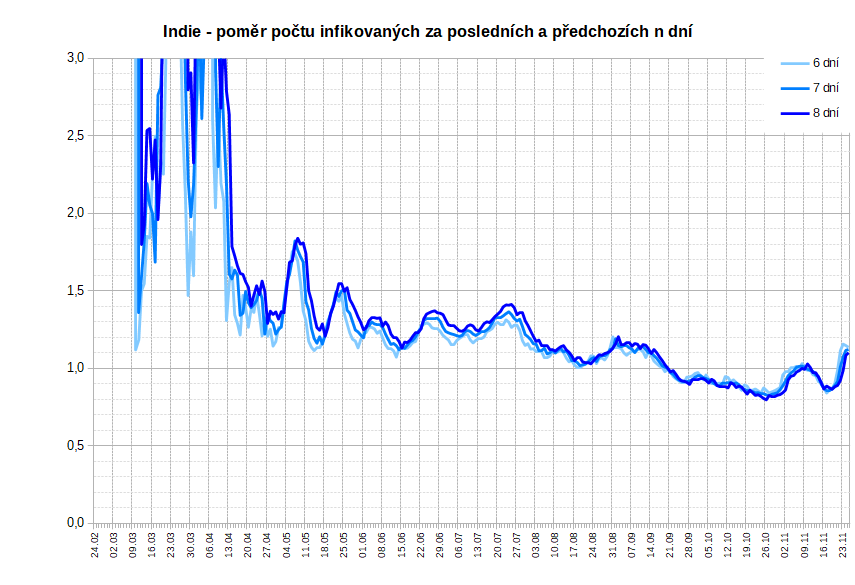 Indie - poměr počtu infikovaných za posledních a předchozích n dní
3,0
2,5
2,0
1,5
1,0
0,5
0,0
6 dní
7 dní
8 dní
24.02 02.03 09.03 16.03 23.03 30.03 06.04 13.04 20.04 27.04 04.05 11.05 18.05 25.05 01.06 08.06 15.06 22.06 29.06 06.07 13.07 20.07 27.07 03.08 10.08 17.08 24.08 31.08 07.09 14.09 21.09 28.09 05.10 12.10 19.10 26.10 02.11 09.11 16.11 23.11